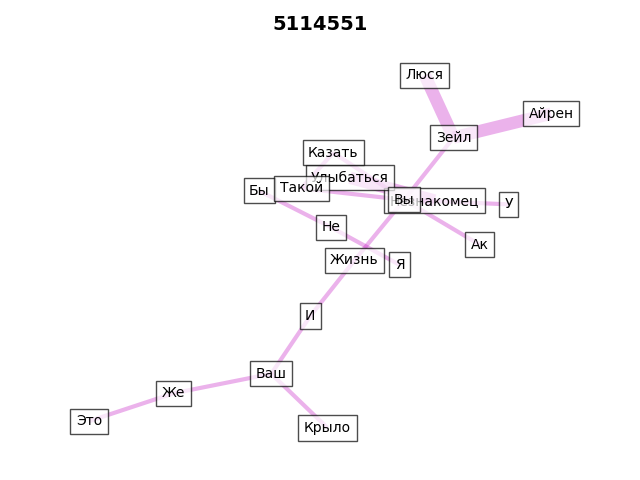 5114551
Люся
Айрен
Зейл
Казать
Улыбаться
Такой
Бы
Вы
Незнакомец
У
Не
Ак
Жизнь
Я
И
Ваш
Же
Это
Крыло